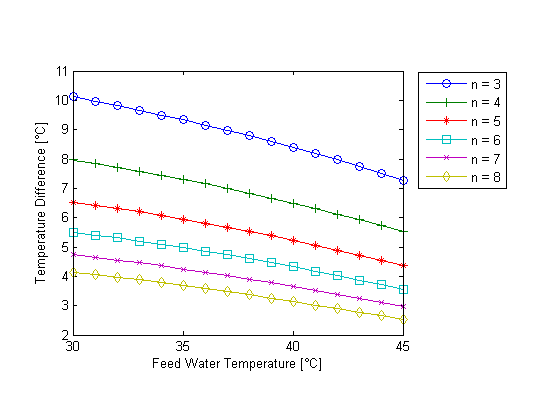 11
10
9
8
7
6
5
4
3
2
30
35
40
45
Temperature Difference [°C]
Feed Water Temperature [°C]
n = 3
n = 4
n = 5
n = 6
n = 7
n = 8